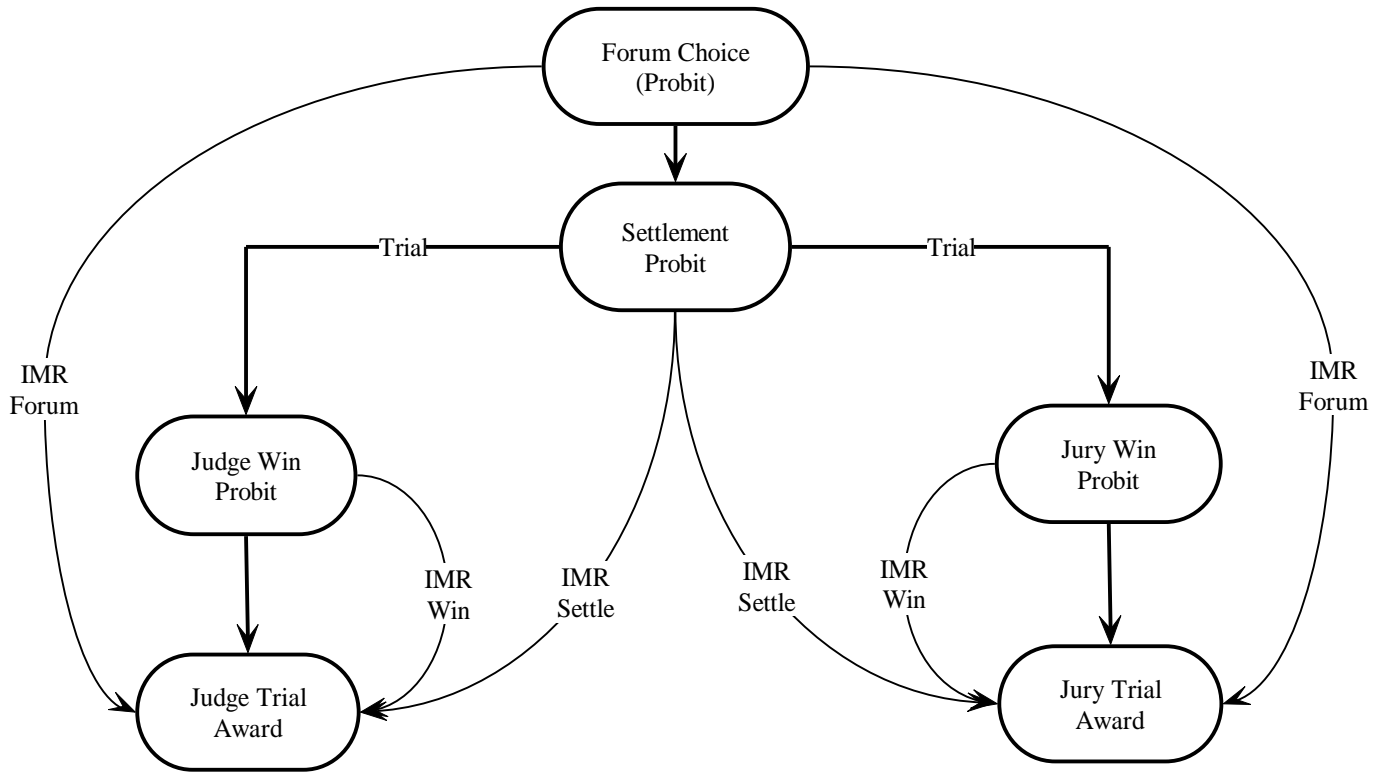 Forum Choice
(Probit)
Settlement
Probit
Trial
Trial
IMR
Forum
IMR
Forum
Judge Win
Probit
Jury Win
Probit
IMR
Win
IMR
Settle
IMR
Settle
IMR
Win
Judge Trial
Award
Jury Trial
Award